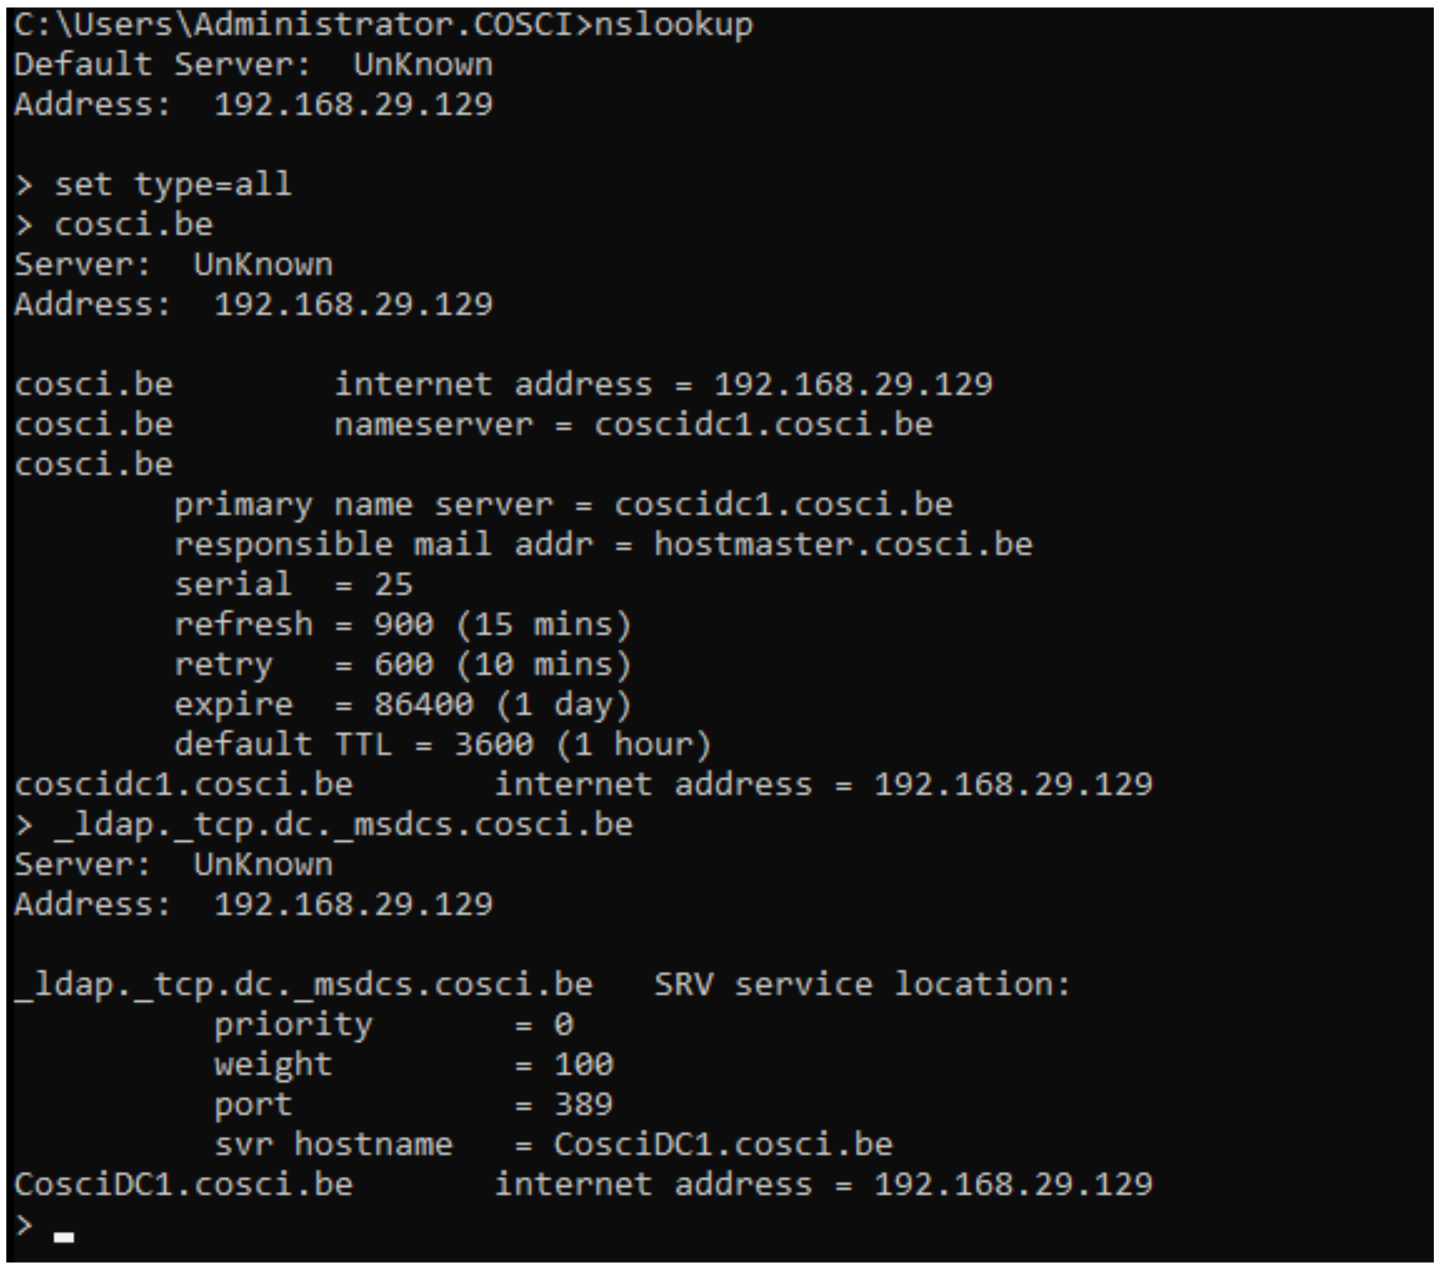 C:\Users\Administrator.COSCI>nslookup
Default Server:  UnKnown
Address:  192.168.29.129

> set type=all
> cosci.be
Server:  UnKnown
Address:  192.168.29.129

cosci.be        internet address = 192.168.29.129
cosci.be        nameserver = coscidc1.cosci.be
cosci.be
        primary name server = coscidc1.cosci.be
        responsible mail addr = hostmaster.cosci.be
        serial  = 25
        refresh = 900 (15 mins)
        retry   = 600 (10 mins)
        expire  = 86400 (1 day)
        default TTL = 3600 (1 hour)
coscidc1.cosci.be       internet address = 192.168.29.129
> _ldap._tcp.dc._msdcs.cosci.be
Server:  UnKnown
Address:  192.168.29.129

_ldap._tcp.dc._msdcs.cosci.be   SRV service location:
          priority       = 0
          weight         = 100
          port           = 389
          svr hostname   = CosciDC1.cosci.be
CosciDC1.cosci.be       internet address = 192.168.29.129
>